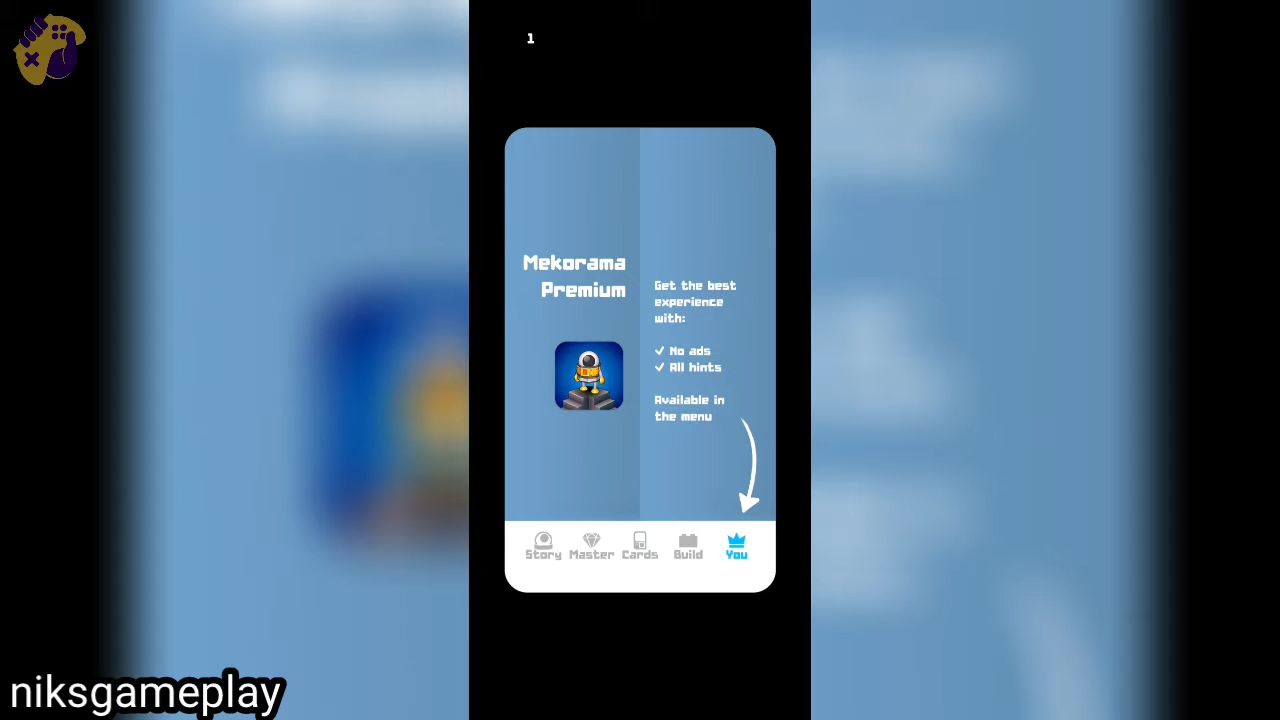 1
Mekorama
Premium
Get the best
experience
with:
✓ No ads
✓ All hints
Available in
the menu
Story Master Cards Build You
niksgameplay